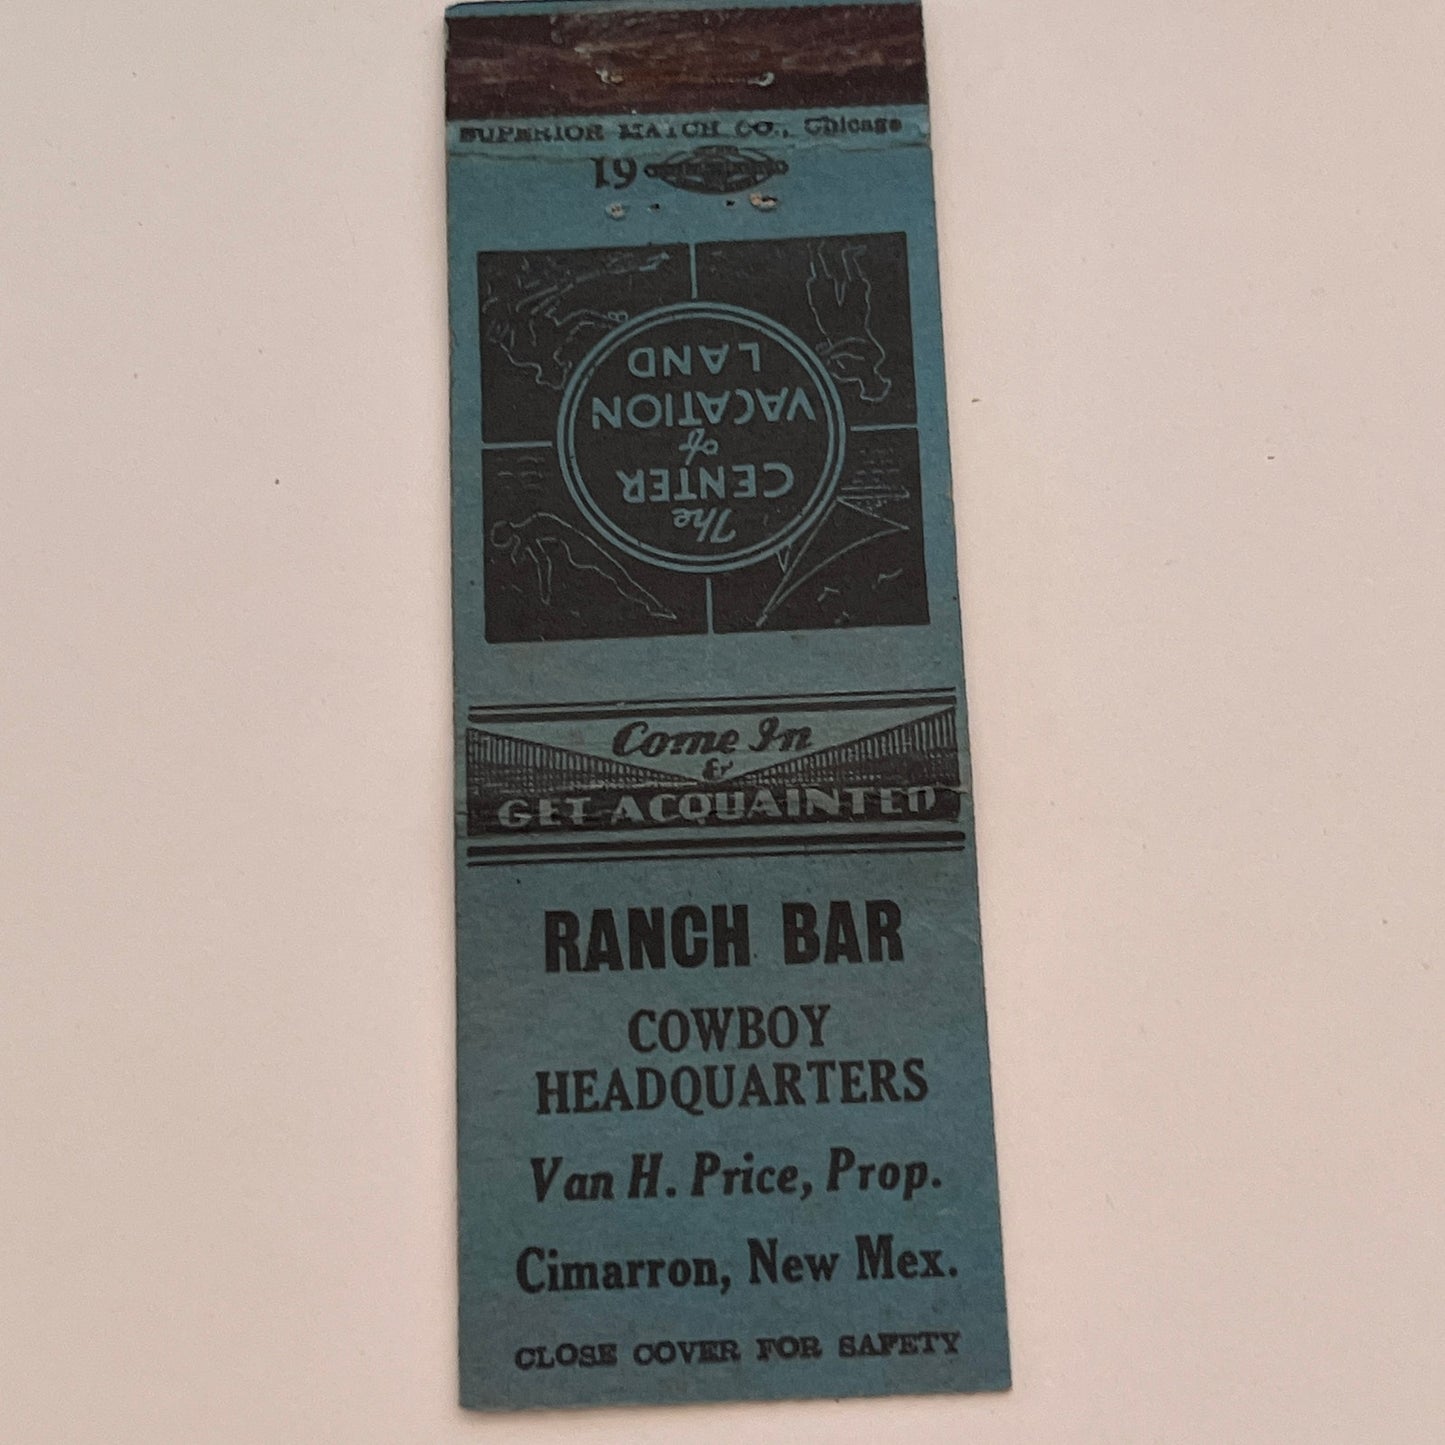 SUPERIOR MATCH CO., Chicago
19
The
CENTER
of
VACATION
LAND
Come In
&
GET ACQUAINTED
RANCH BAR
COWBOY
HEADQUARTERS
Van H. Price, Prop.
Cimarron, New Mex.
CLOSE COVER FOR SAFETY